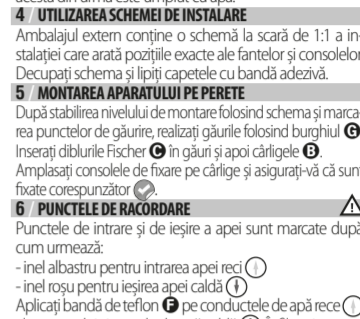 acesta din urmă este umplut cu apă.
4 / UTILIZAREA SCHEMEI DE INSTALARE
Ambalajul extern conține o schemă la scară de 1:1 a in-
stalației care arată pozițiile exacte ale fantelor și consolelor
Decupați schema și lipiți capetele cu bandă adezivă.
5 / MONTAREA APARATULUI PE PERETE
După stabilirea nivelului de montare folosind schema și marca-
rea punctelor de găurire, realizați găurile folosind burghiul G
Inserați diblurile Fischer C în găuri și apoi cârligele B.
Amplasați consolele de fixare pe cârlige și asigurați-vă că sunt
fixate corespunzător
6 / PUNCTELE DE RACORDARE
Punctele de intrare și de ieșire a apei sunt marcate după
cum urmează:
- inel albastru pentru intrarea apei reci
- inel roșu pentru ieșirea apei caldă
Aplicați bandă de teflon F pe conductele de apă rece